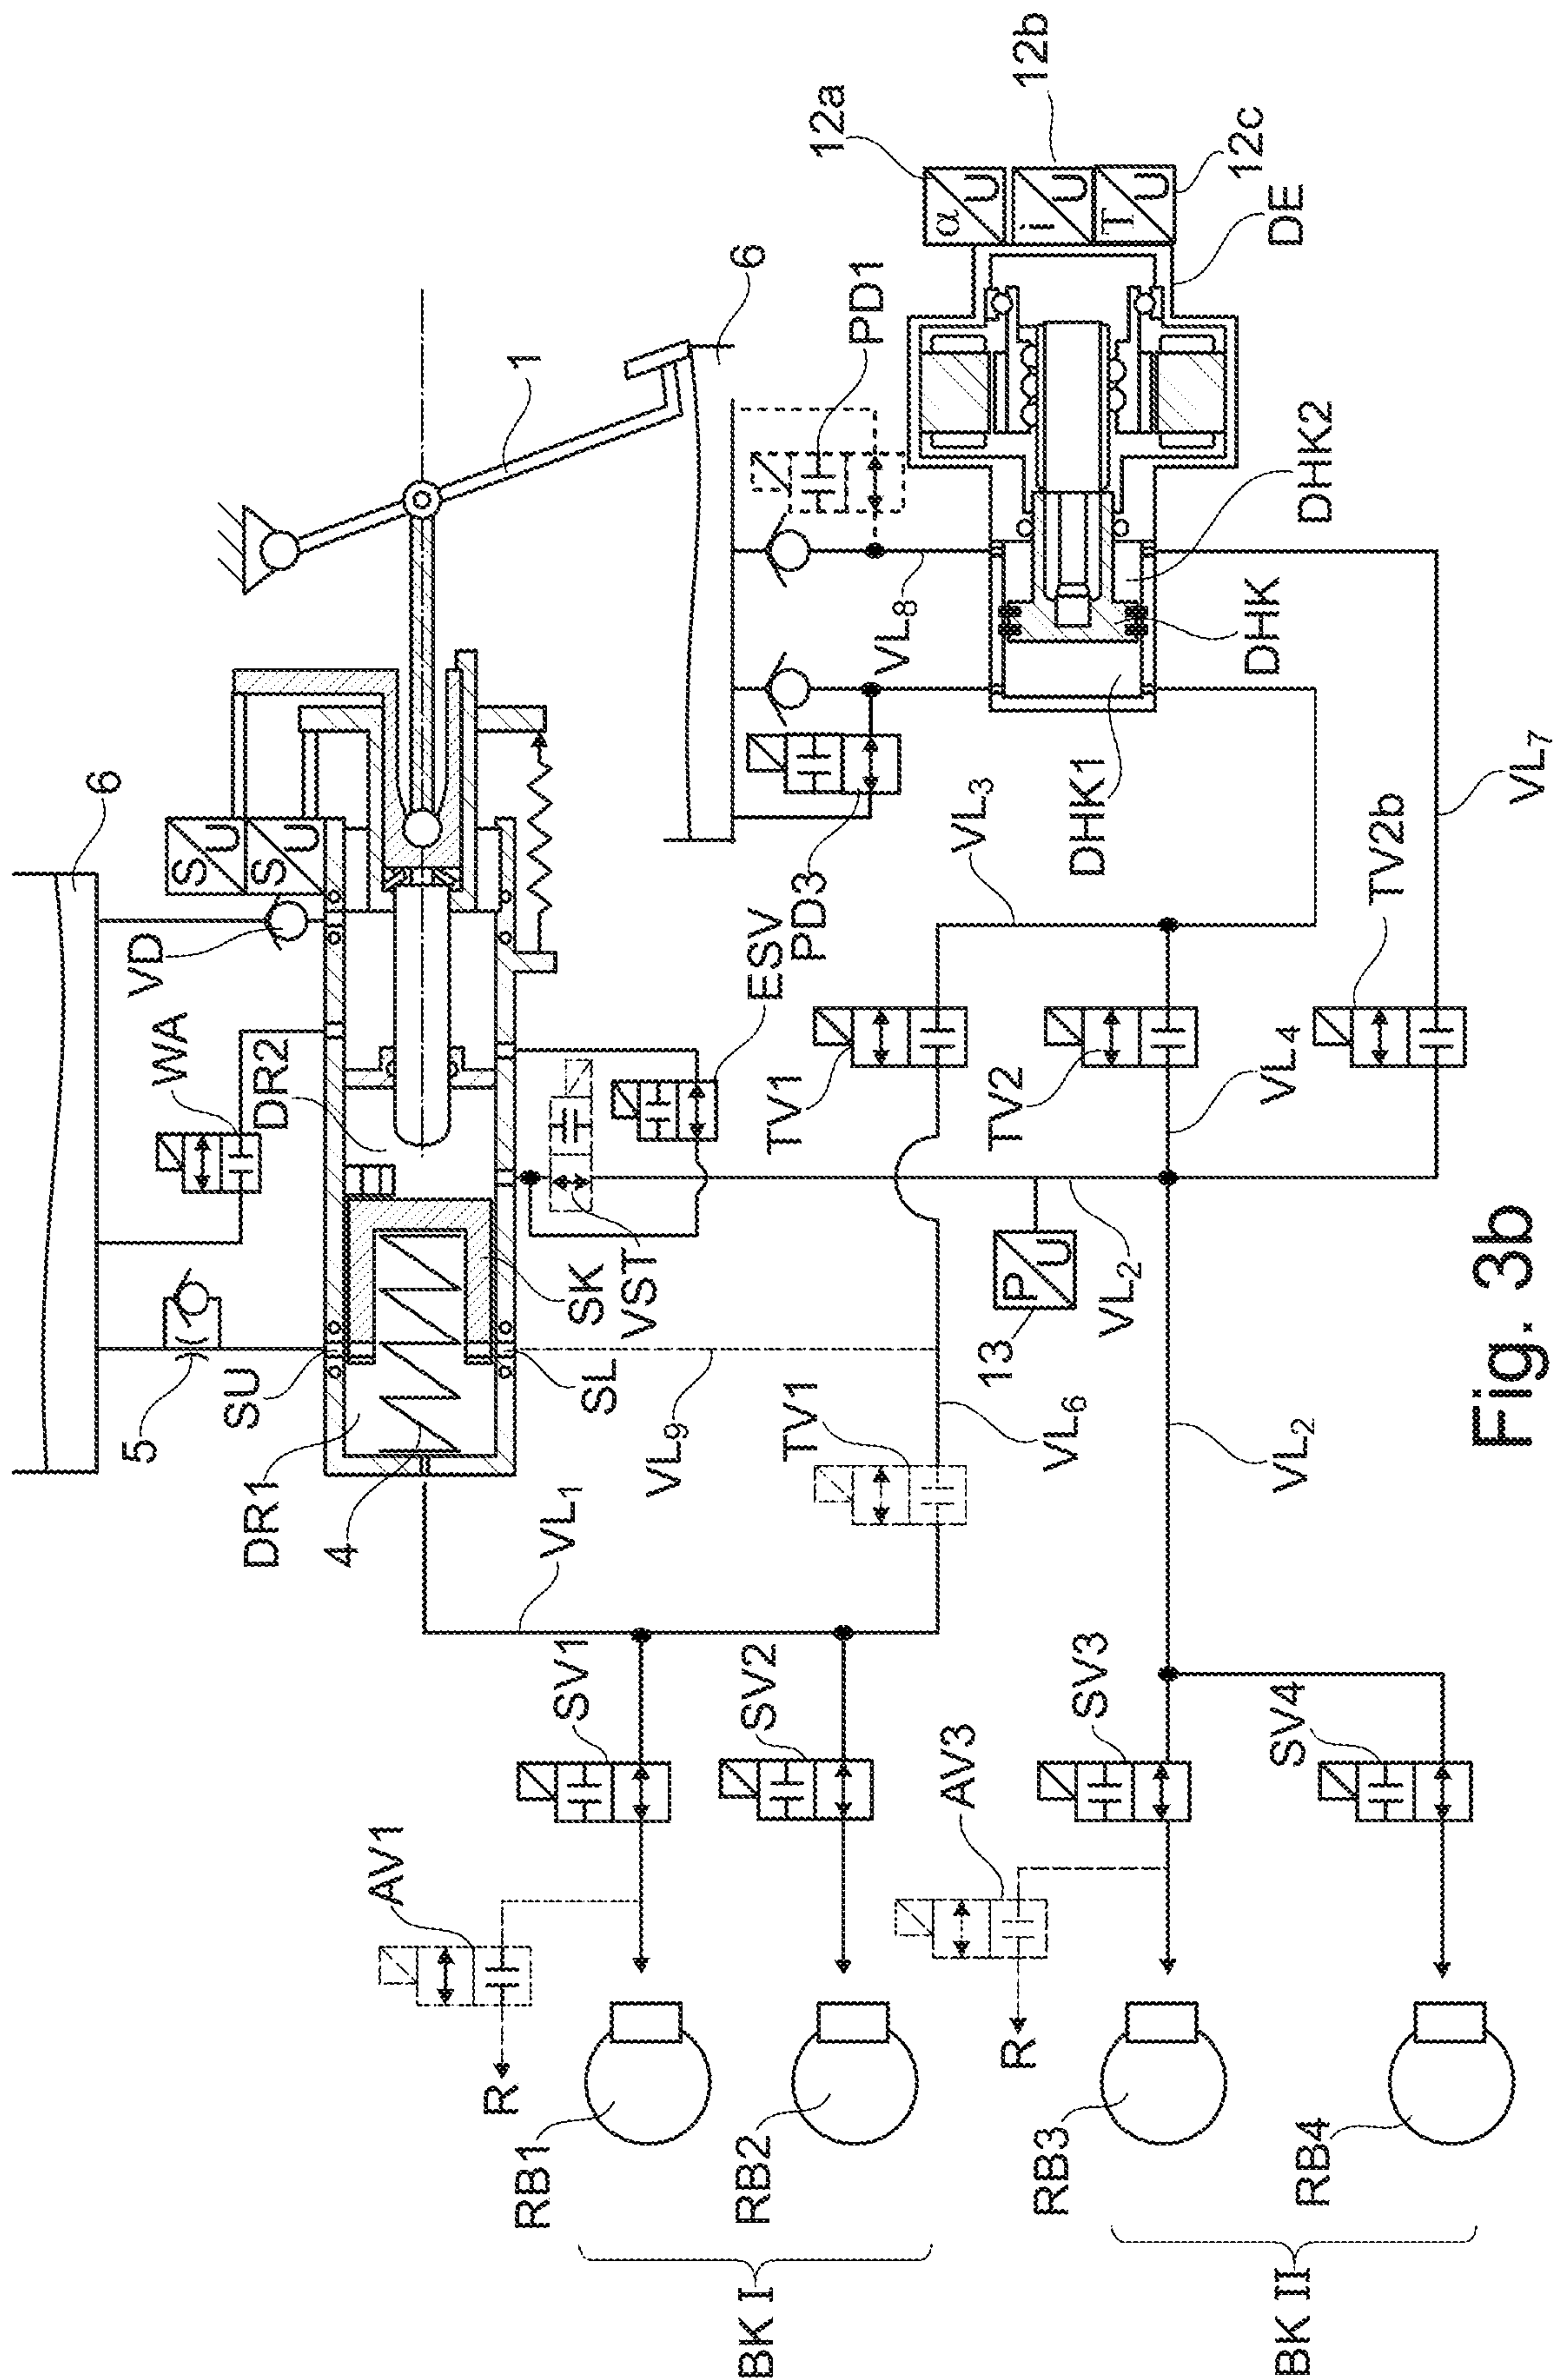 6
5
SU
DR1
4
WA
VD
DR2
S
U
S
U
SK
VST
SL
ESV
1
6
PD1
PD3
VL8
12a
12b
12c
α
U
i
U
T
U
DE
DHK2
DHK
DHK1
VL3
TV1
TV2
TV2b
VL4
VL7
13
P
U
VL2
VL9
TV1
VL6
VL2
VL1
SV1
SV2
SV3
SV4
AV1
R
AV3
R
RB1
RB2
RB3
RB4
BK I
BK II
Fig. 3b